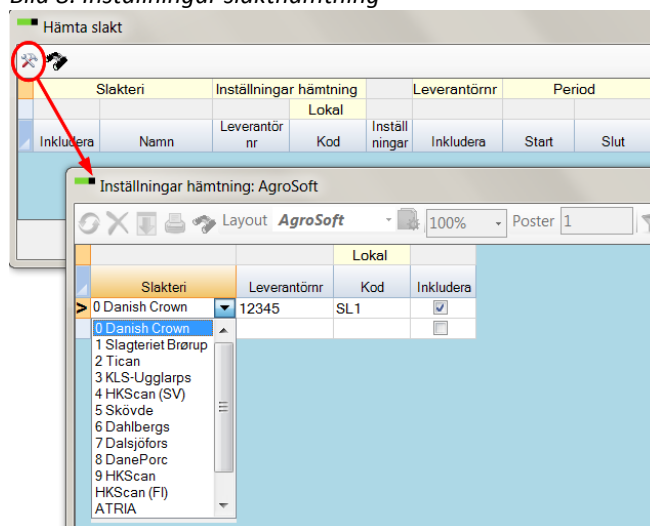 Bild 8. Inställningar slakthämtning
Hämta slakt
Slakteri Inställningar hämtning Leverantörnr Period
Lokal
Inkludera Namn Leverantör nr Kod Inställ ningar Inkludera Start Slut
Inställningar hämtning: AgroSoft
Layout AgroSoft 100% Poster 1
Lokal
Slakteri Leverantörnr Kod Inkludera
0 Danish Crown 12345 SL1
0 Danish Crown
1 Slagteriet Brørup
2 Tican
3 KLS-Ugglarps
4 HKScan (SV)
5 Skövde
6 Dahlbergs
7 Dalsjöfors
8 DanePorc
9 HKScan
HKScan (FI)
ATRIA